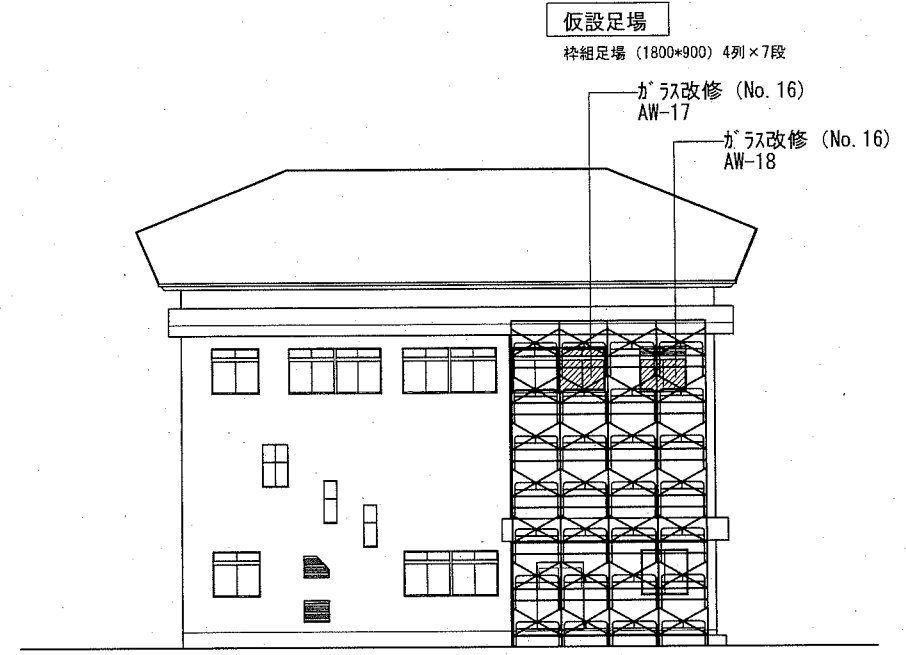 仮設足場
枠組足場 (1800*900) 4列×7段
ガラス改修 (No. 16)
AW-17
ガラス改修 (No. 16)
AW-18